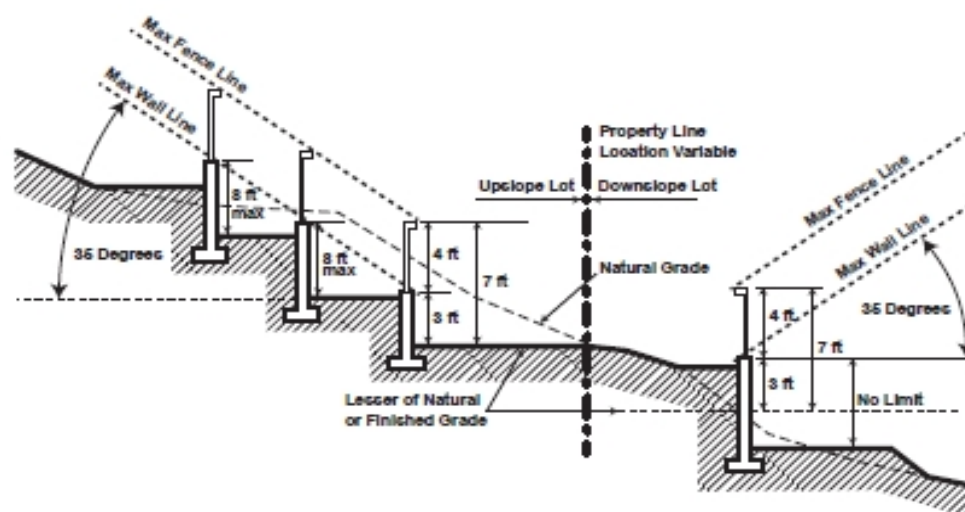 Max Fence Line
Max Wall Line
Property Line
Location Variable
Upslope Lot
Downslope Lot
Max Fence Line
Max Wall Line
8 ft
max
35 Degrees
8 ft
max
4 ft
7 ft
3 ft
Natural Grade
4 ft
7 ft
3 ft
35 Degrees
No Limit
Lesser of Natural
or Finished Grade